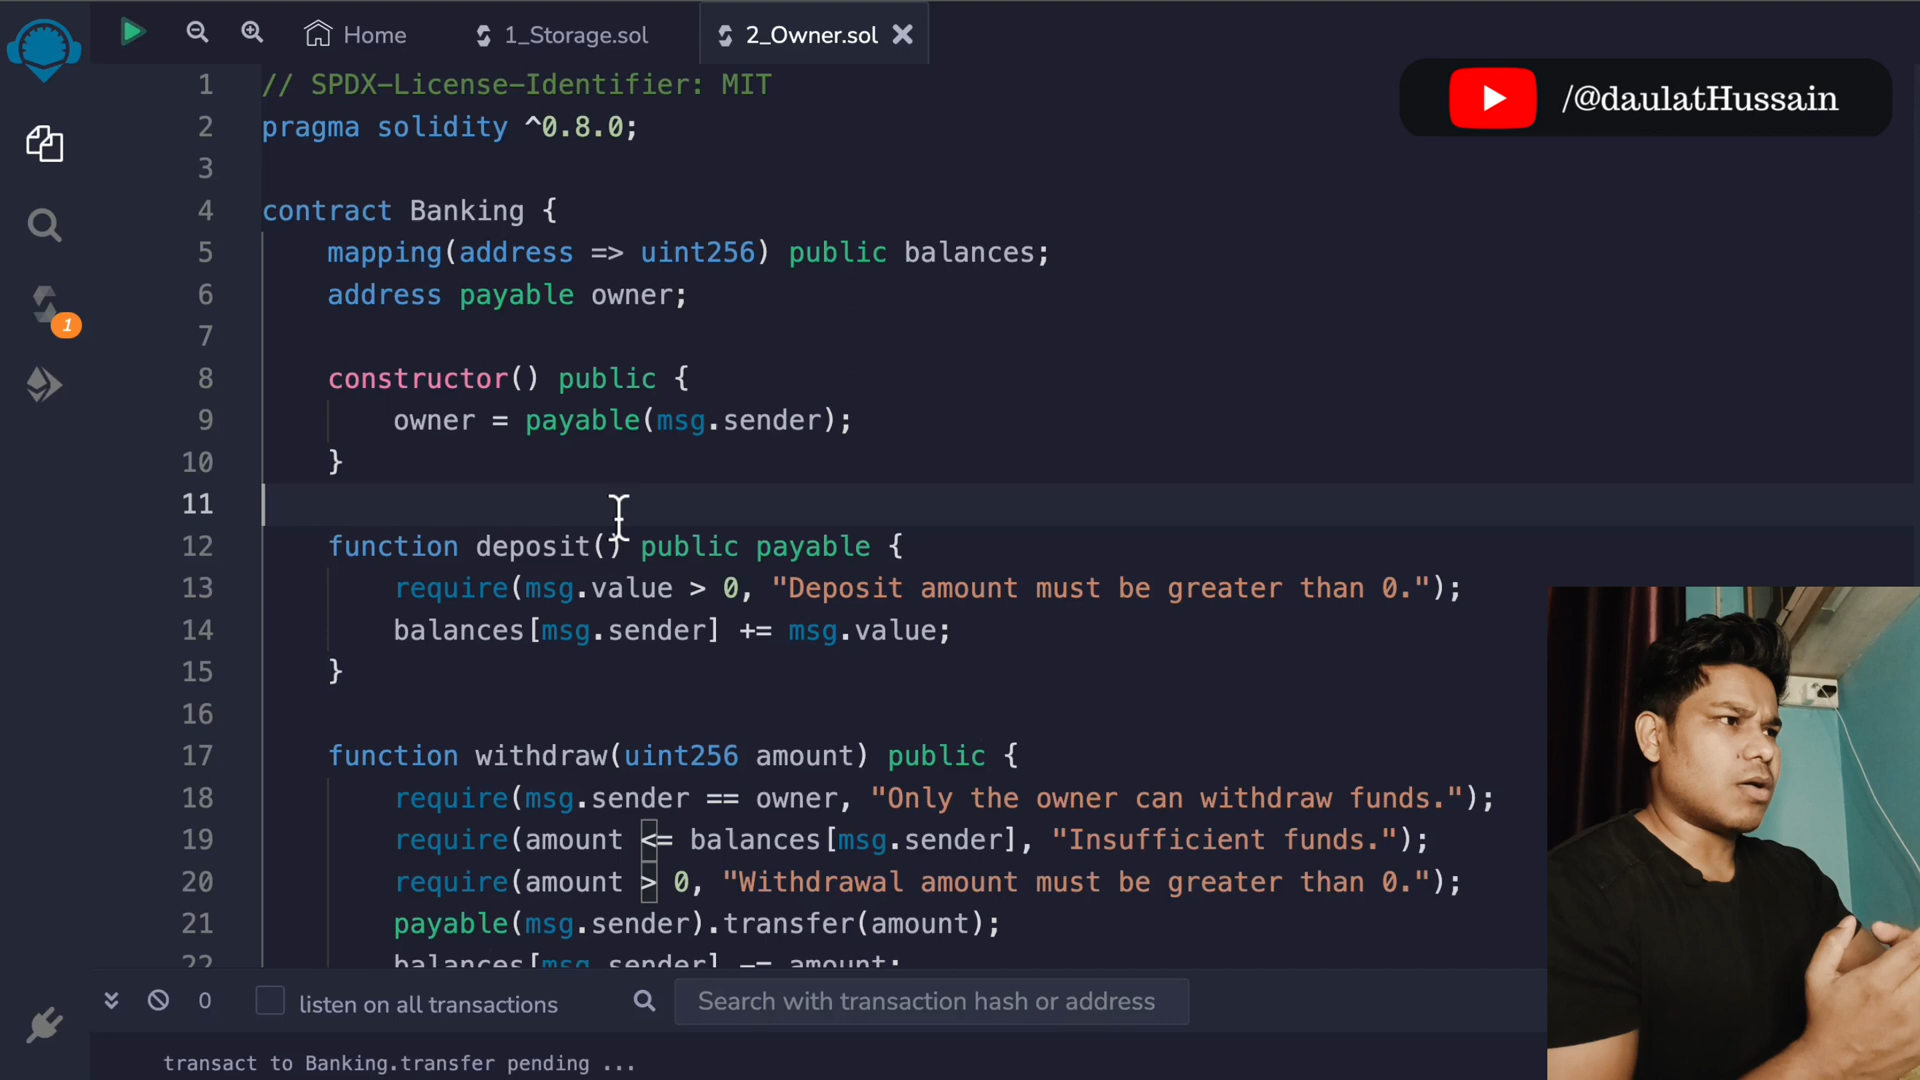 Home
1_Storage.sol
2_Owner.sol
/@daulatHussain
1 // SPDX-License-Identifier: MIT
2 pragma solidity ^0.8.0;
3
4 contract Banking {
5 mapping(address => uint256) public balances;
6 address payable owner;
7
8 constructor() public {
9 owner = payable(msg.sender);
10 }
11
12 function deposit() public payable {
13 require(msg.value > 0, "Deposit amount must be greater than 0.");
14 balances[msg.sender] += msg.value;
15 }
16
17 function withdraw(uint256 amount) public {
18 require(msg.sender == owner, "Only the owner can withdraw funds.");
19 require(amount <= balances[msg.sender], "Insufficient funds.");
20 require(amount > 0, "Withdrawal amount must be greater than 0.");
21 payable(msg.sender).transfer(amount);
22 balances[msg.sender] -= amount;
1
0 listen on all transactions Search with transaction hash or address
transact to Banking.transfer pending ...